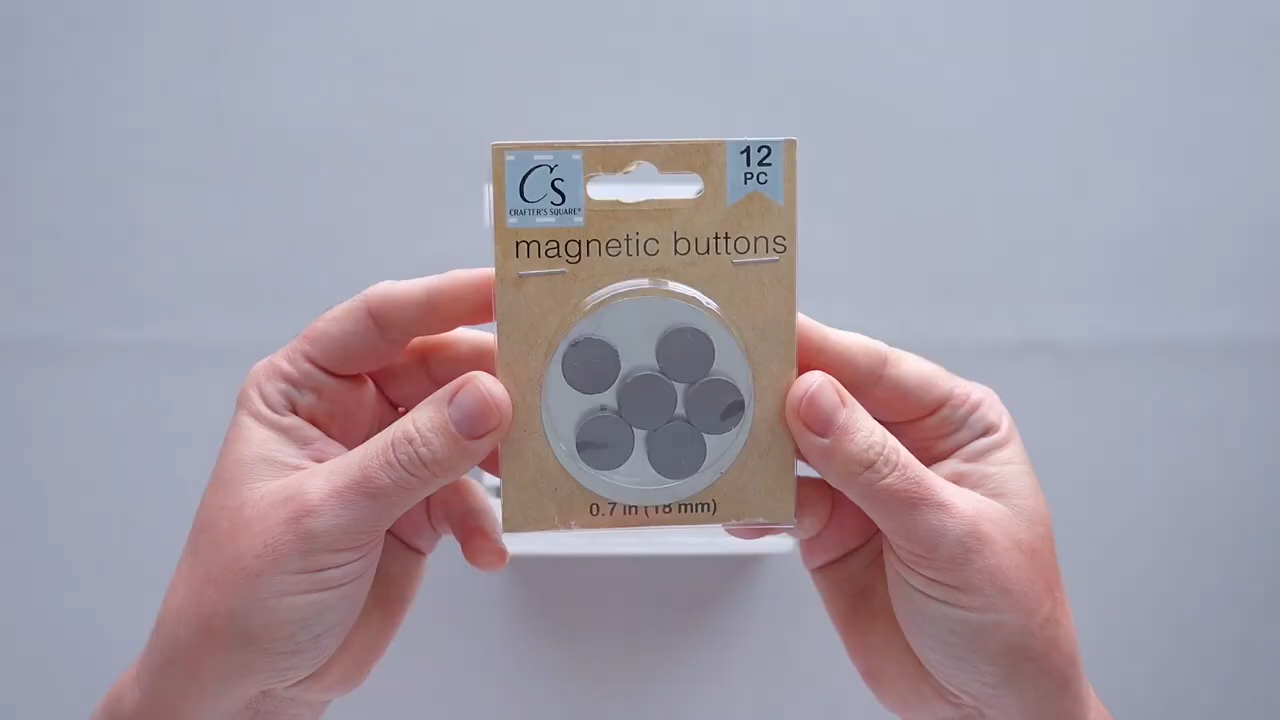 Cs
CRAFTER'S SQUARE®
12
PC
magnetic buttons
0.7 in (18 mm)